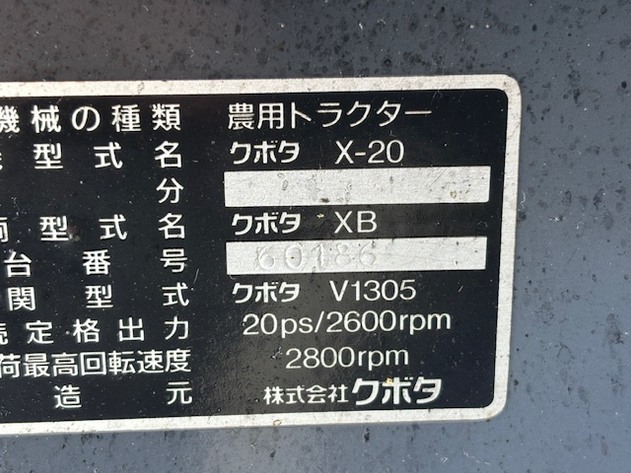 機械の種類 農用トラクター
型式名 クボタ X-20
分
型式名 クボタ XB
台番号 60186
関型式 クボタ V1305
定格出力 20ps/2600rpm
荷最高回転速度 2800rpm
造元 株式会社クボタ